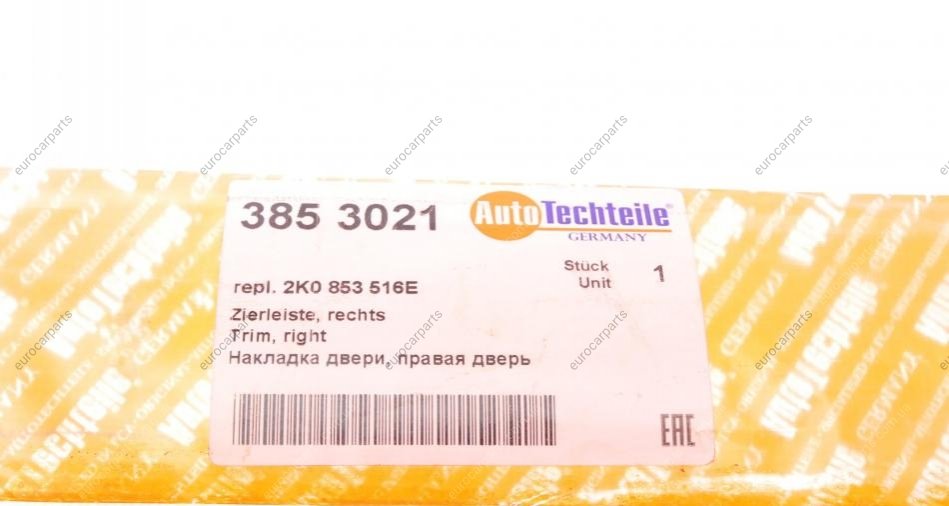 385 3021
AutoTechteile®
GERMANY
Stück 1
Unit
repl. 2K0 853 516E
Zierleiste, rechts
Trim, right
Накладка двери, правая дверь
EAC
eurocarparts